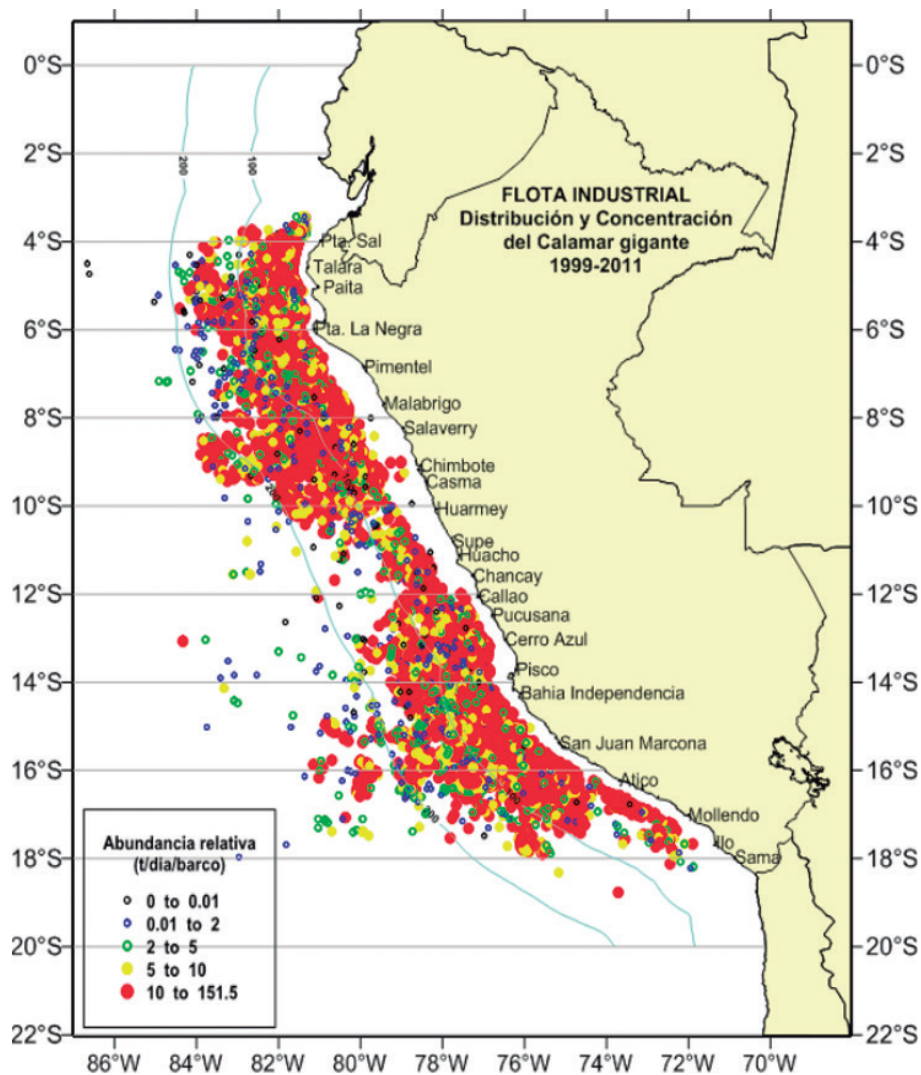 0°S
0°S
2°S
200
100
2°S
FLOTA INDUSTRIAL
Distribución y Concentración
del Calamar gigante
1999-2011
4°S
Pta. Sal
4°S
Talara
Paita
6°S
Pta. La Negra
6°S
Pimentel
8°S
Malabrigo
8°S
Salaverry
Chimbote
Casma
10°S
200
Huarmey
10°S
Supe
Huacho
Chancay
12°S
Callao
12°S
Pucusana
Cerro Azul
Pisco
14°S
Bahia Independencia
14°S
San Juan Marcona
16°S
Atico
16°S
Mollendo
200
Ilo
18°S
Sama
18°S
Abundancia relativa
(t/dia/barco)
0 to 0.01
0.01 to 2
2 to 5
5 to 10
10 to 151.5
20°S
20°S
22°S
22°S
86°W 84°W 82°W 80°W 78°W 76°W 74°W 72°W 70°W